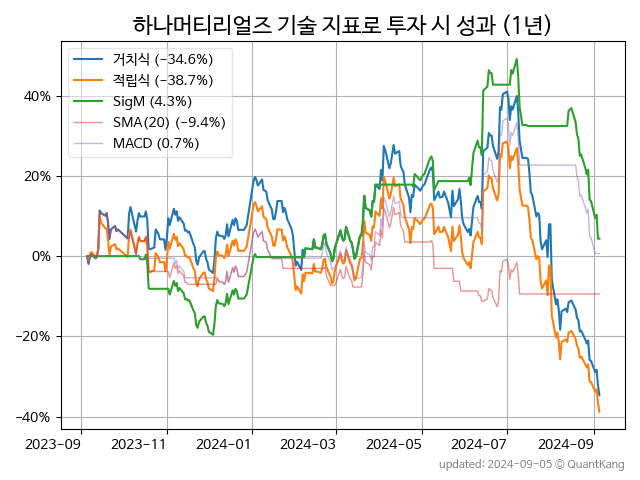 하나머티리얼즈 기술 지표로 투자 시 성과 (1년)
거치식 (−34.6%)
적립식 (−38.7%)
SigM (4.3%)
SMA(20) (−9.4%)
MACD (0.7%)
40%
20%
0%
−20%
−40%
2023-09 2023-11 2024-01 2024-03 2024-05 2024-07 2024-09
updated: 2024-09-05 © QuantKang